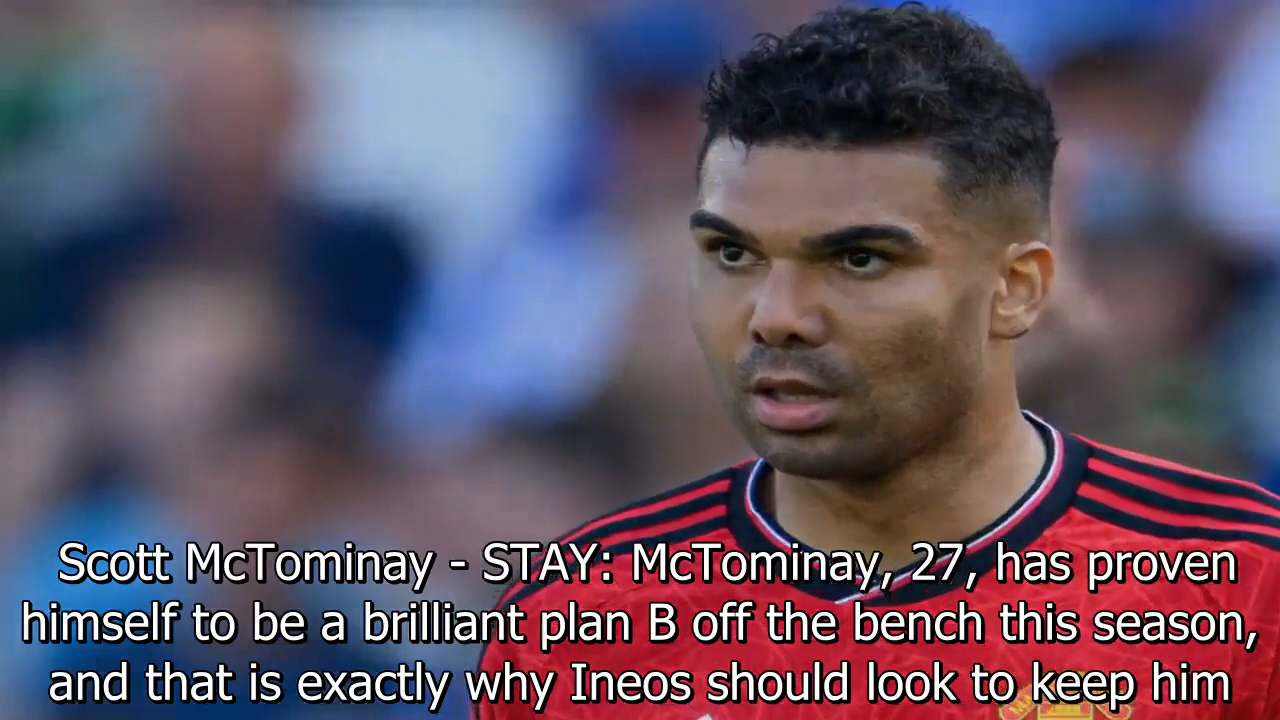 Scott McTominay - STAY: McTominay, 27, has proven
himself to be a brilliant plan B off the bench this season,
and that is exactly why Ineos should look to keep him